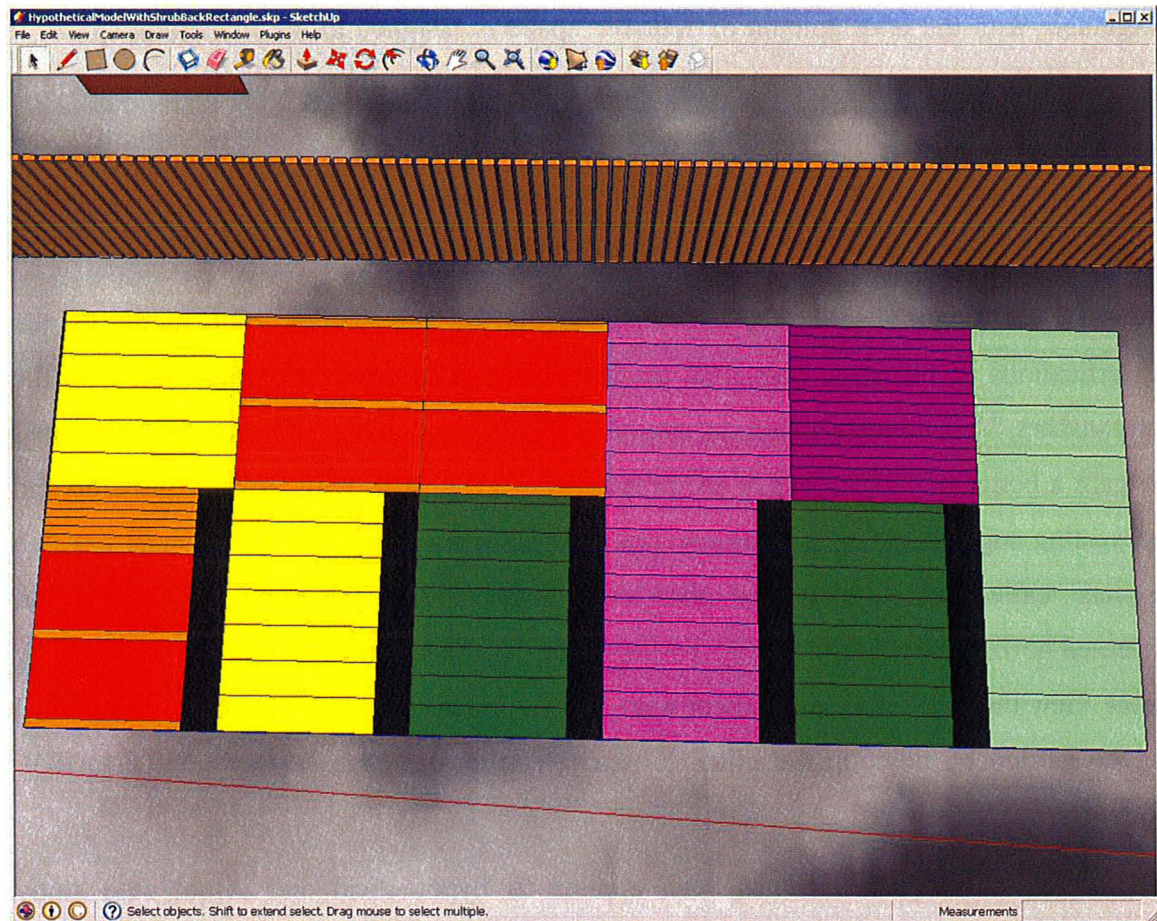 HypotheticalModelWithShrubBackRectangle.skp - SketchUp
File Edit View Camera Draw Tools Window Plugins Help
Select objects. Shift to extend select. Drag mouse to select multiple. Measurements